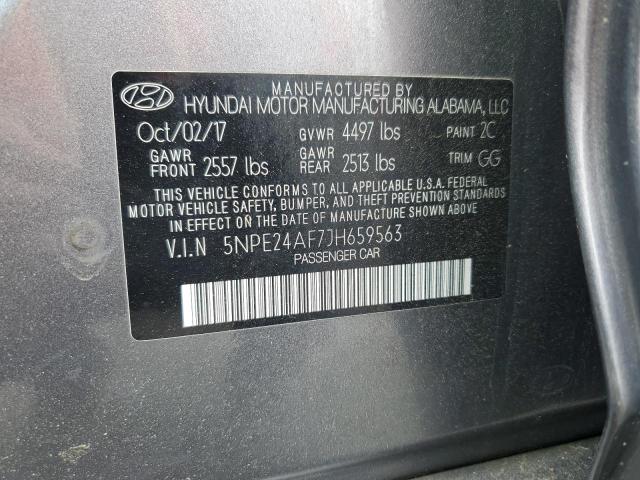 MANUFACTURED BY
HYUNDAI MOTOR MANUFACTURING ALABAMA, LLC
Oct/02/17 GVWR 4497 lbs PAINT 2C
GAWR FRONT 2557 lbs GAWR REAR 2513 lbs TRIM GG
THIS VEHICLE CONFORMS TO ALL APPLICABLE U.S.A. FEDERAL
MOTOR VEHICLE SAFETY, BUMPER, AND THEFT PREVENTION STANDARDS
IN EFFECT ON THE DATE OF MANUFACTURE SHOWN ABOVE.
V.I.N 5NPE24AF7JH659563
PASSENGER CAR